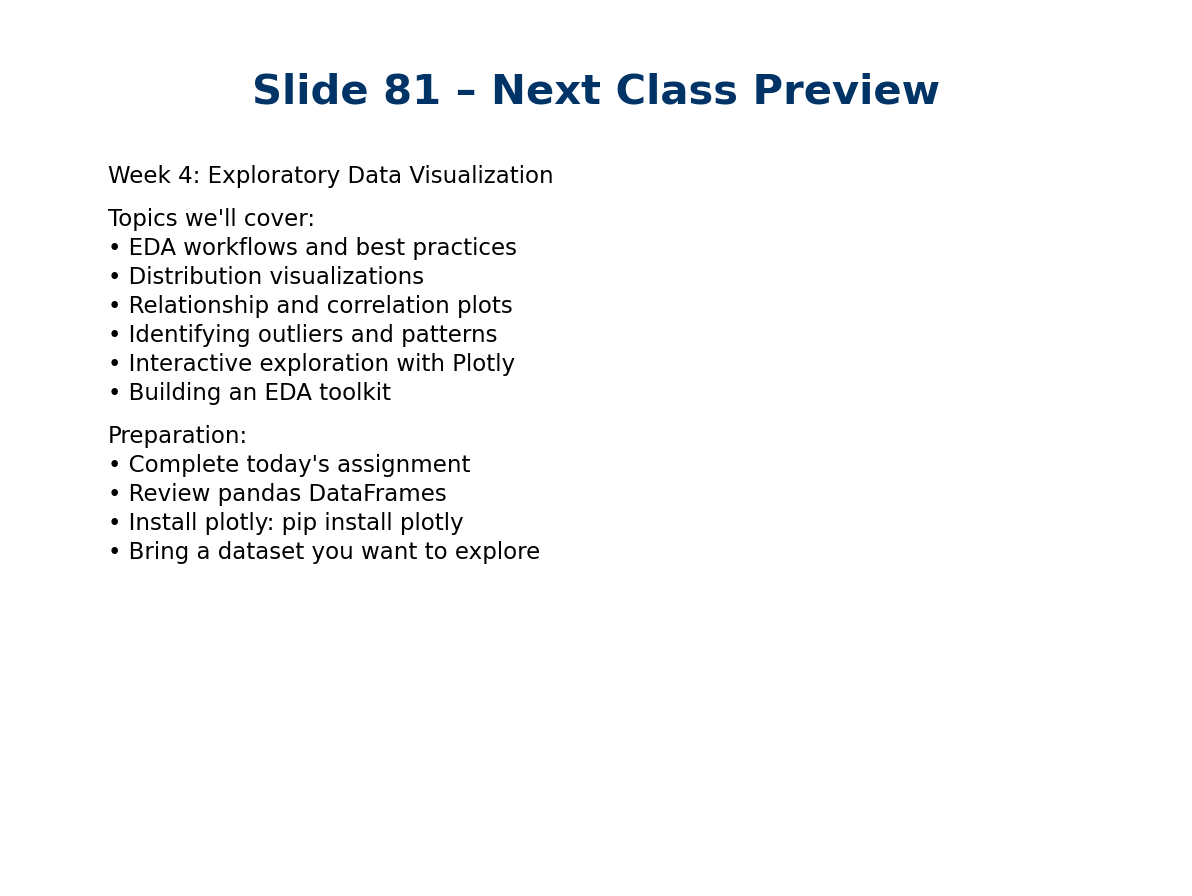 Slide 81 – Next Class Preview
Week 4: Exploratory Data Visualization
Topics we'll cover:
• EDA workflows and best practices
• Distribution visualizations
• Relationship and correlation plots
• Identifying outliers and patterns
• Interactive exploration with Plotly
• Building an EDA toolkit
Preparation:
• Complete today's assignment
• Review pandas DataFrames
• Install plotly: pip install plotly
• Bring a dataset you want to explore